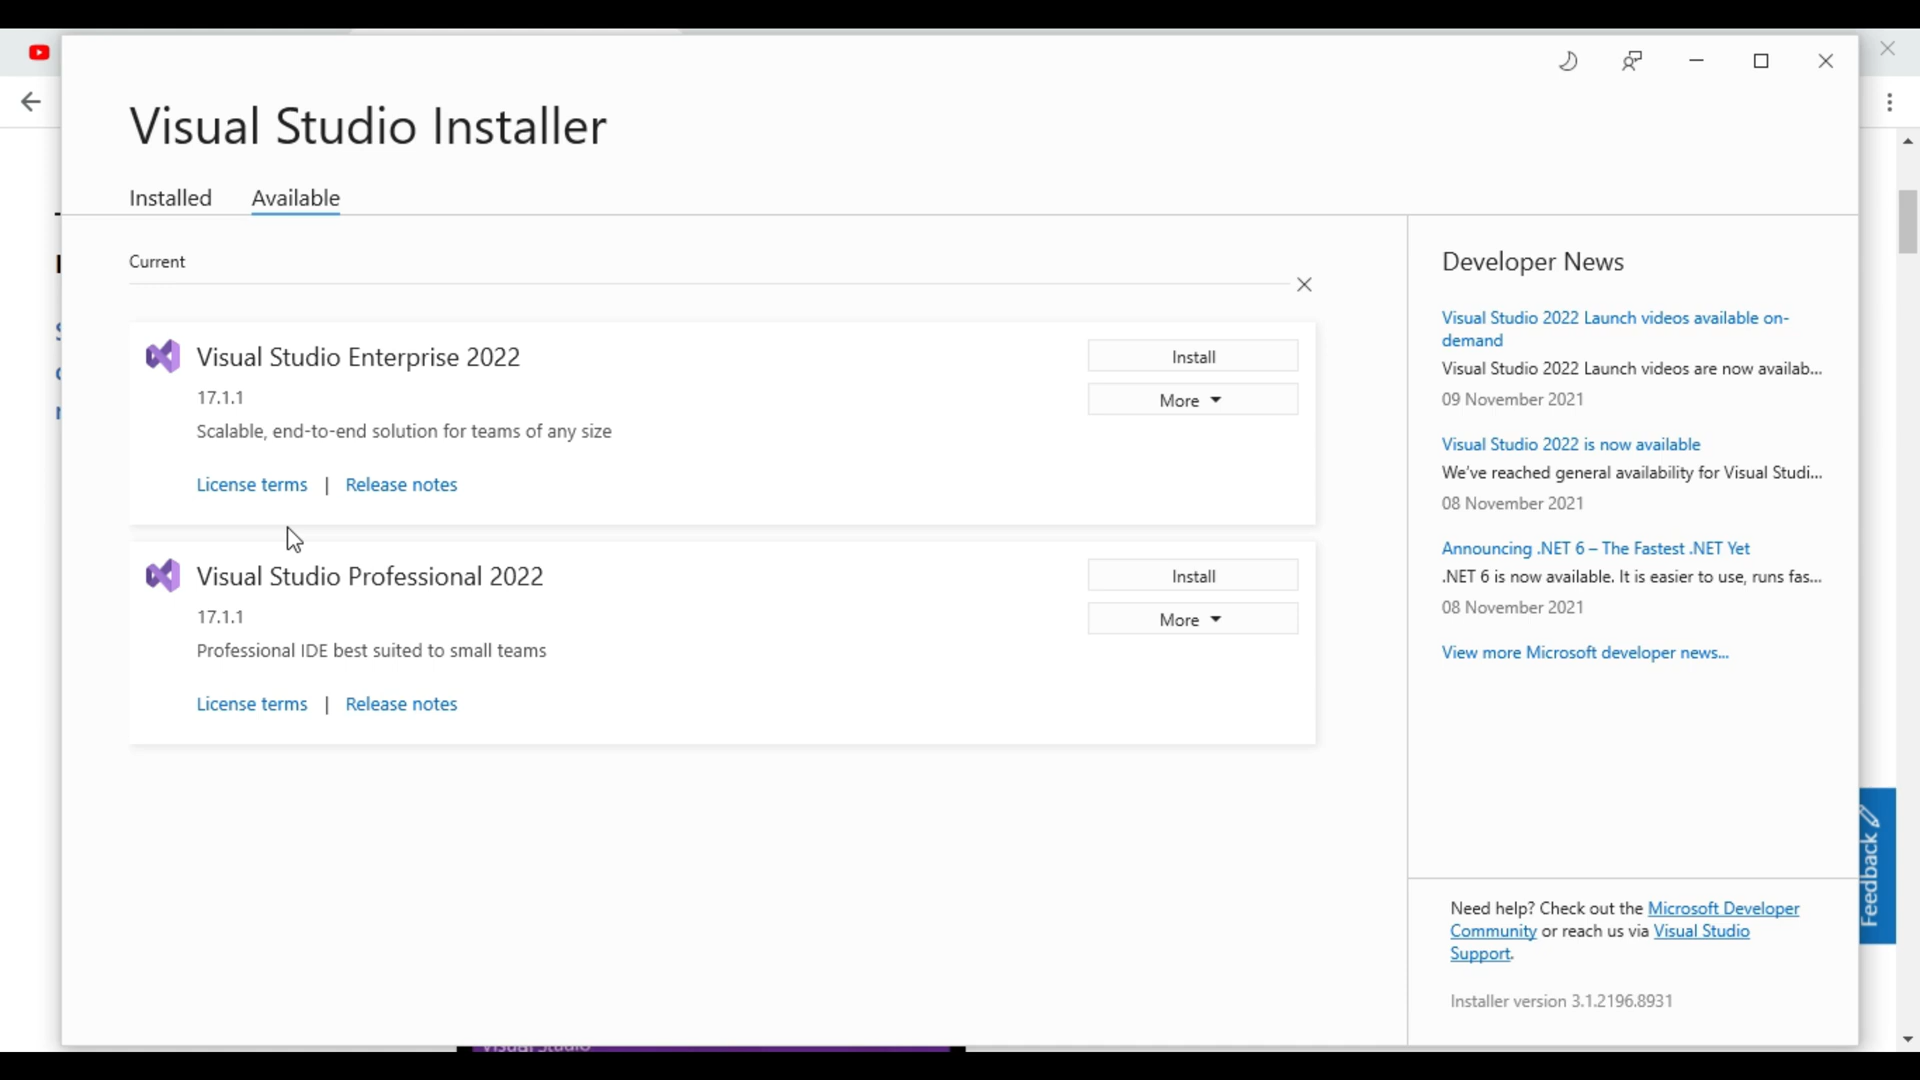 Visual Studio Installer
Installed
Available
Current
Visual Studio Enterprise 2022
17.1.1
Scalable, end-to-end solution for teams of any size
License terms | Release notes
Install
More
Visual Studio Professional 2022
17.1.1
Professional IDE best suited to small teams
License terms | Release notes
Install
More
Developer News
Visual Studio 2022 Launch videos available on-
demand
Visual Studio 2022 Launch videos are now availab...
09 November 2021
Visual Studio 2022 is now available
We've reached general availability for Visual Studi...
08 November 2021
Announcing .NET 6 – The Fastest .NET Yet
.NET 6 is now available. It is easier to use, runs fas...
08 November 2021
View more Microsoft developer news...
Need help? Check out the Microsoft Developer
Community or reach us via Visual Studio
Support.
Installer version 3.1.2196.8931
Feedback
Visual Studio